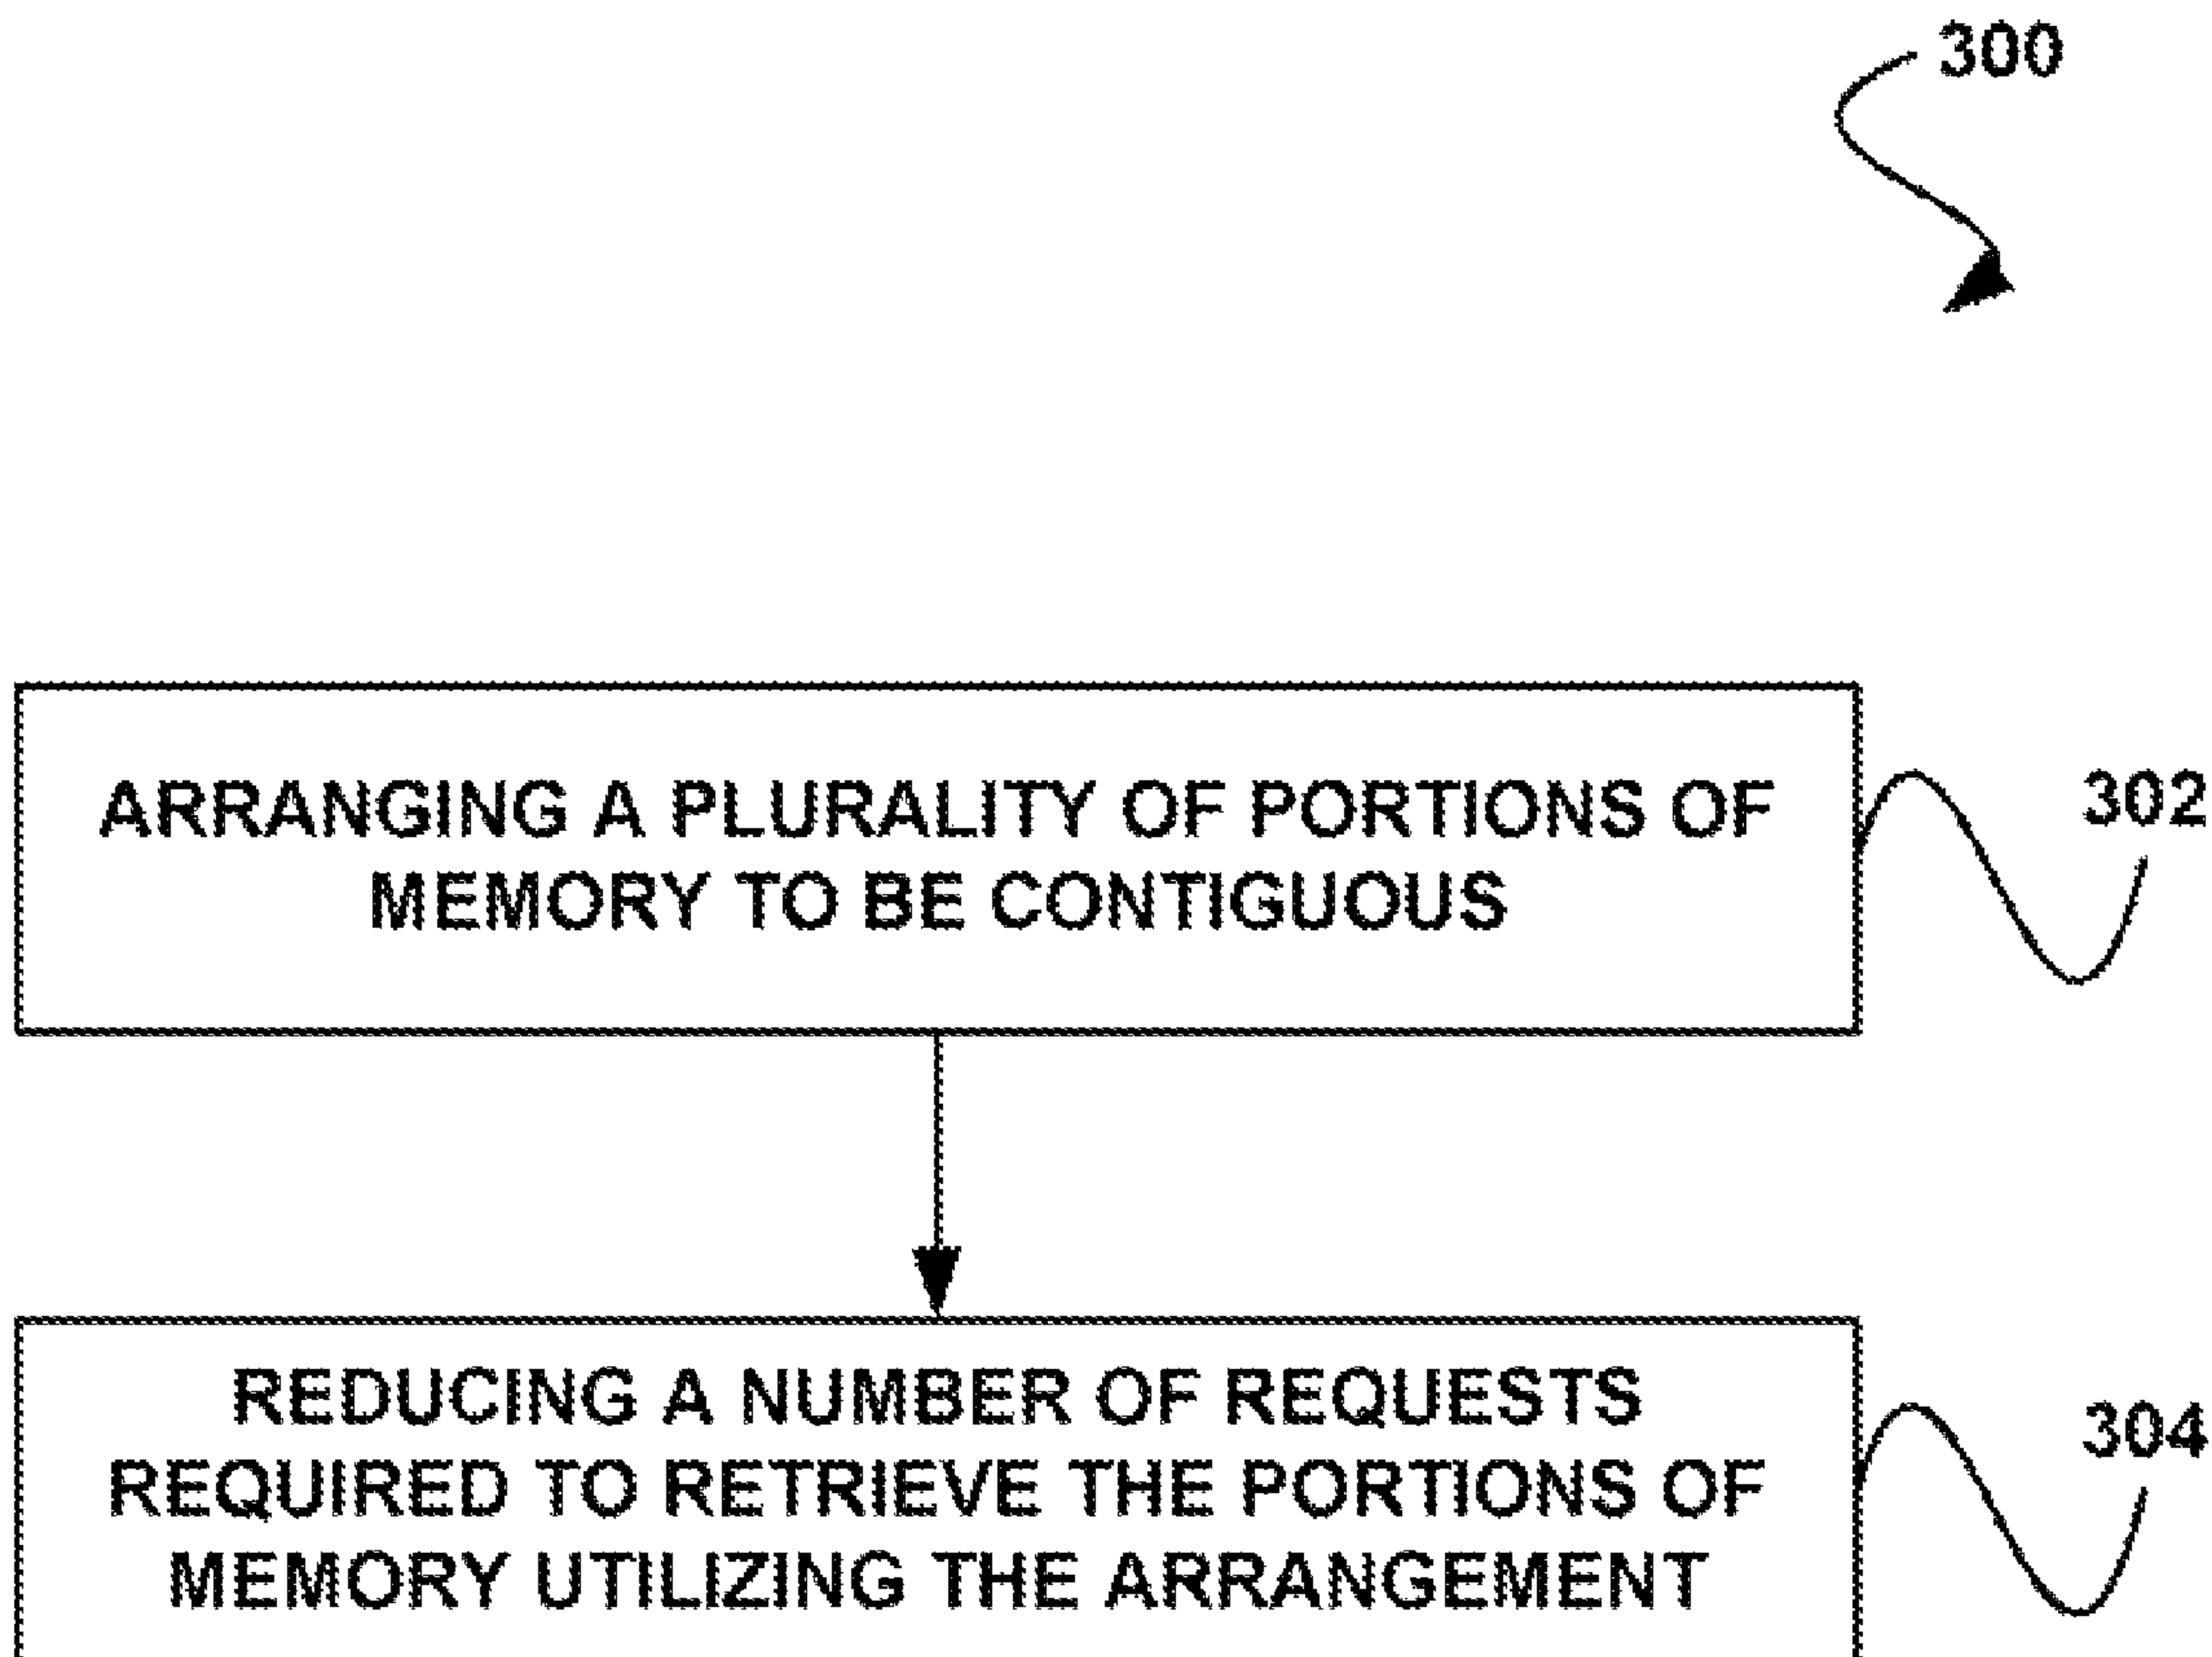 300
ARRANGING A PLURALITY OF PORTIONS OF
MEMORY TO BE CONTIGUOUS
302
REDUCING A NUMBER OF REQUESTS
REQUIRED TO RETRIEVE THE PORTIONS OF
MEMORY UTILIZING THE ARRANGEMENT
304